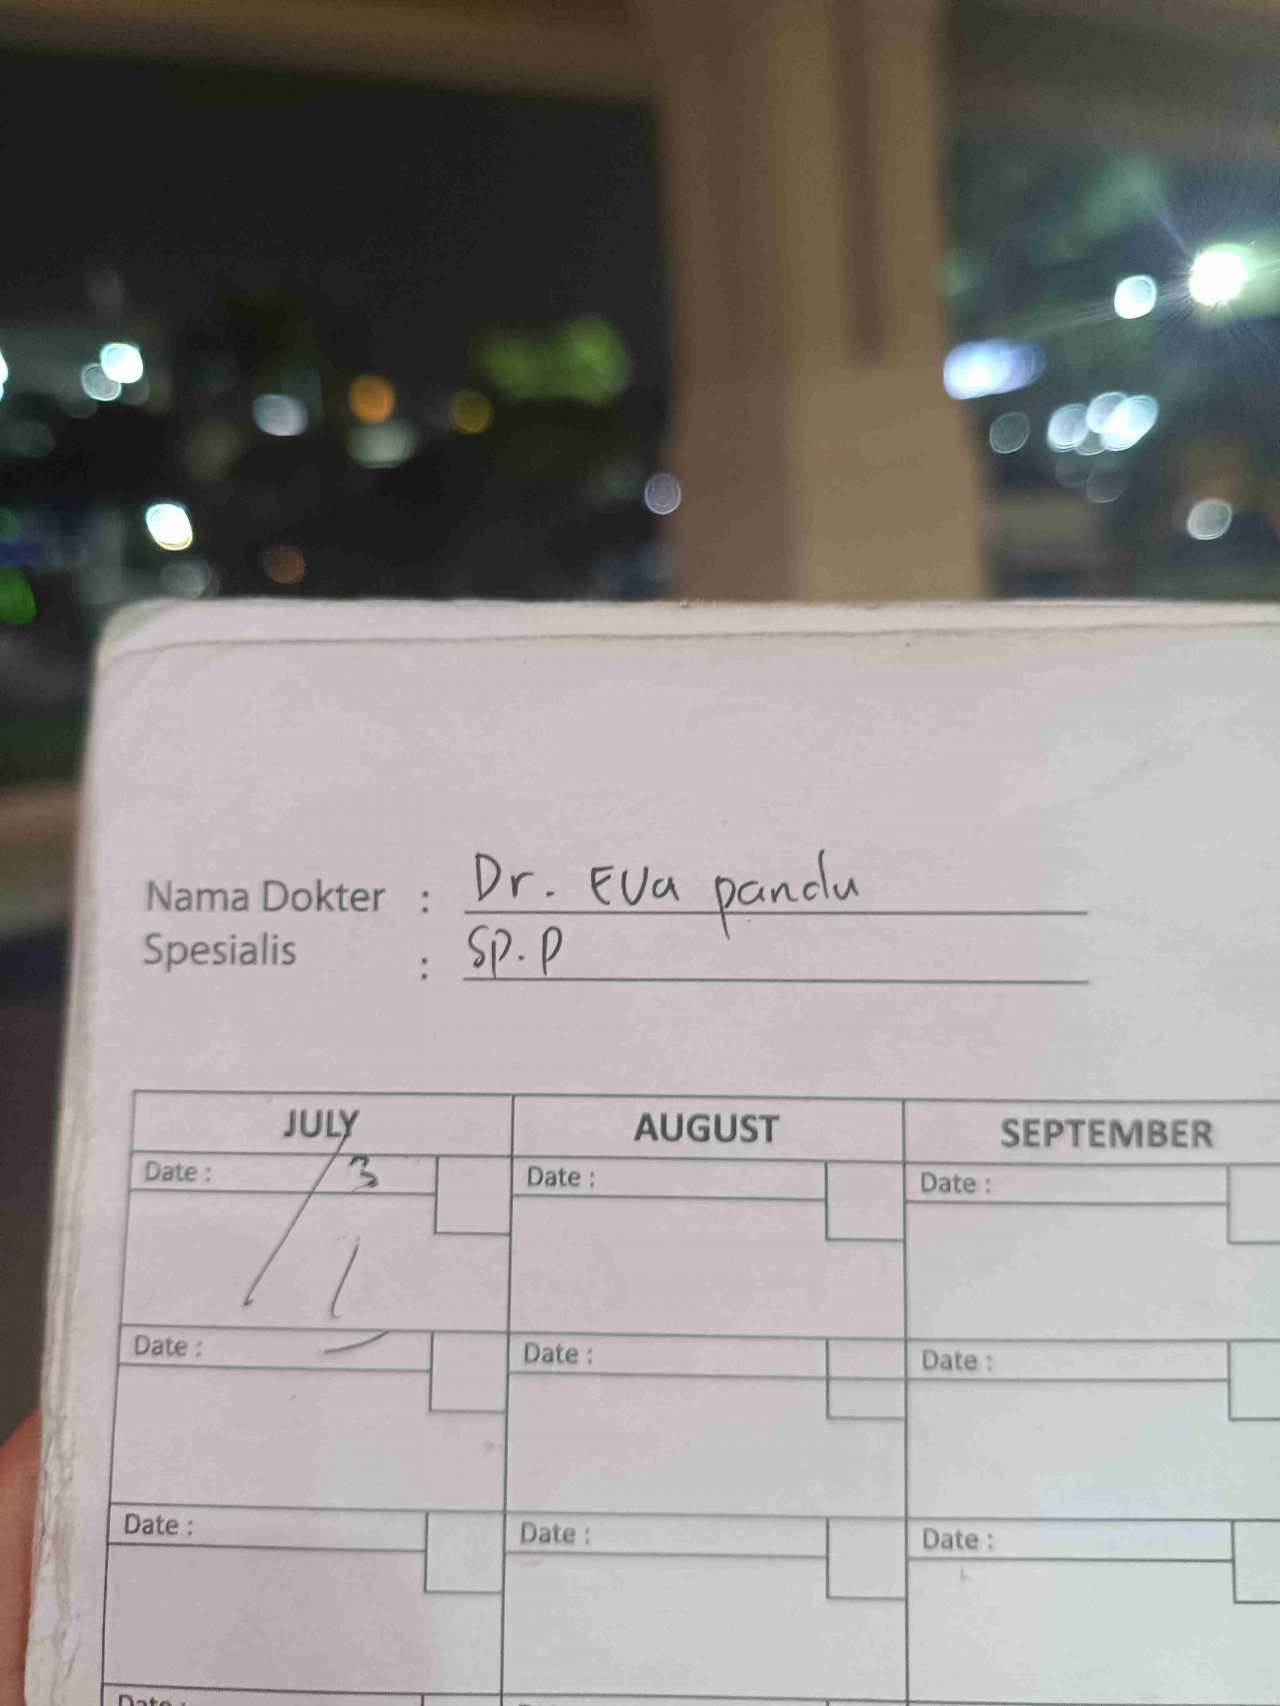 Nama Dokter : Dr. Eva pandu
Spesialis : Sp. P
JULY AUGUST SEPTEMBER
Date : 3 Date : Date :
Date : Date : Date :
Date : Date : Date :
Date :